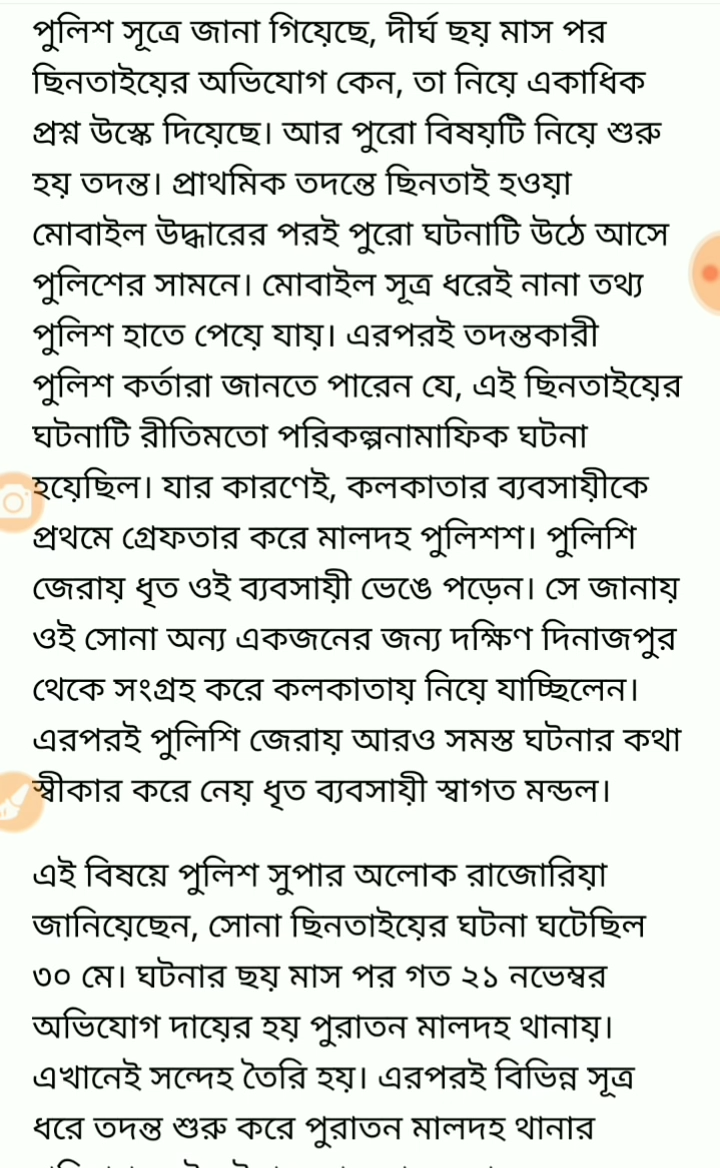 পুলিশ সূত্রে জানা গিয়েছে, দীর্ঘ ছয় মাস পর
ছিনতাইয়ের অভিযোগ কেন, তা নিয়ে একাধিক
প্রশ্ন উস্কে দিয়েছে। আর পুরো বিষয়টি নিয়ে শুরু
হয় তদন্ত। প্রাথমিক তদন্তে ছিনতাই হওয়া
মোবাইল উদ্ধারের পরই পুরো ঘটনাটি উঠে আসে
পুলিশের সামনে। মোবাইল সূত্র ধরেই নানা তথ্য
পুলিশ হাতে পেয়ে যায়। এরপরই তদন্তকারী
পুলিশ কর্তারা জানতে পারেন যে, এই ছিনতাইয়ের
ঘটনাটি রীতিমতো পরিকল্পনামাফিক ঘটনা
হয়েছিল। যার কারণেই, কলকাতার ব্যবসায়ীকে
প্রথমে গ্রেফতার করে মালদহ পুলিশশ। পুলিশি
জেরায় ধৃত ওই ব্যবসায়ী ভেঙে পড়েন। সে জানায়
ওই সোনা অন্য একজনের জন্য দক্ষিণ দিনাজপুর
থেকে সংগ্রহ করে কলকাতায় নিয়ে যাচ্ছিলেন।
এরপরই পুলিশি জেরায় আরও সমস্ত ঘটনার কথা
স্বীকার করে নেয় ধৃত ব্যবসায়ী স্বাগত মন্ডল।
এই বিষয়ে পুলিশ সুপার অলোক রাজোরিয়া
জানিয়েছেন, সোনা ছিনতাইয়ের ঘটনা ঘটেছিল
৩০ মে। ঘটনার ছয় মাস পর গত ২১ নভেম্বর
অভিযোগ দায়ের হয় পুরাতন মালদহ থানায়।
এখানেই সন্দেহ তৈরি হয়। এরপরই বিভিন্ন সূত্র
ধরে তদন্ত শুরু করে পুরাতন মালদহ থানার